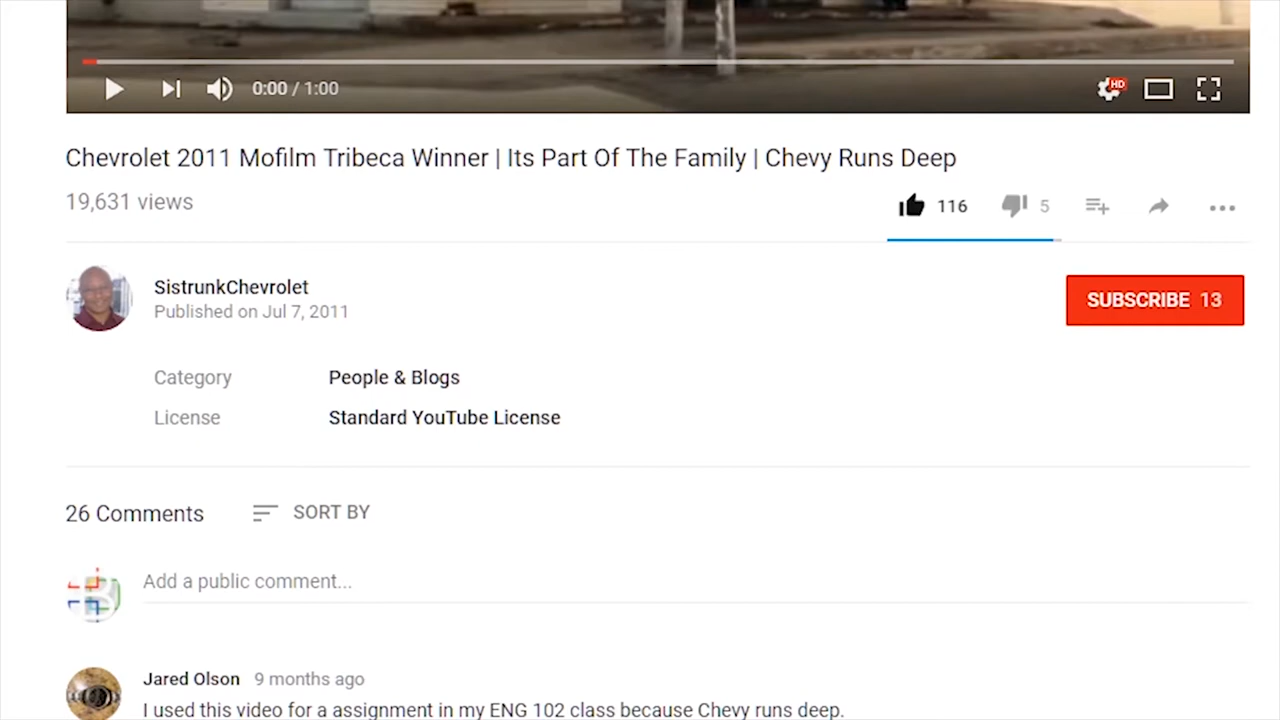 0:00 / 1:00
HD
Chevrolet 2011 Mofilm Tribeca Winner | Its Part Of The Family | Chevy Runs Deep
19,631 views
116
5
SistrunkChevrolet
Published on Jul 7, 2011
SUBSCRIBE 13
Category People & Blogs
License Standard YouTube License
26 Comments
SORT BY
Add a public comment...
Jared Olson 9 months ago
I used this video for a assignment in my ENG 102 class because Chevy runs deep.